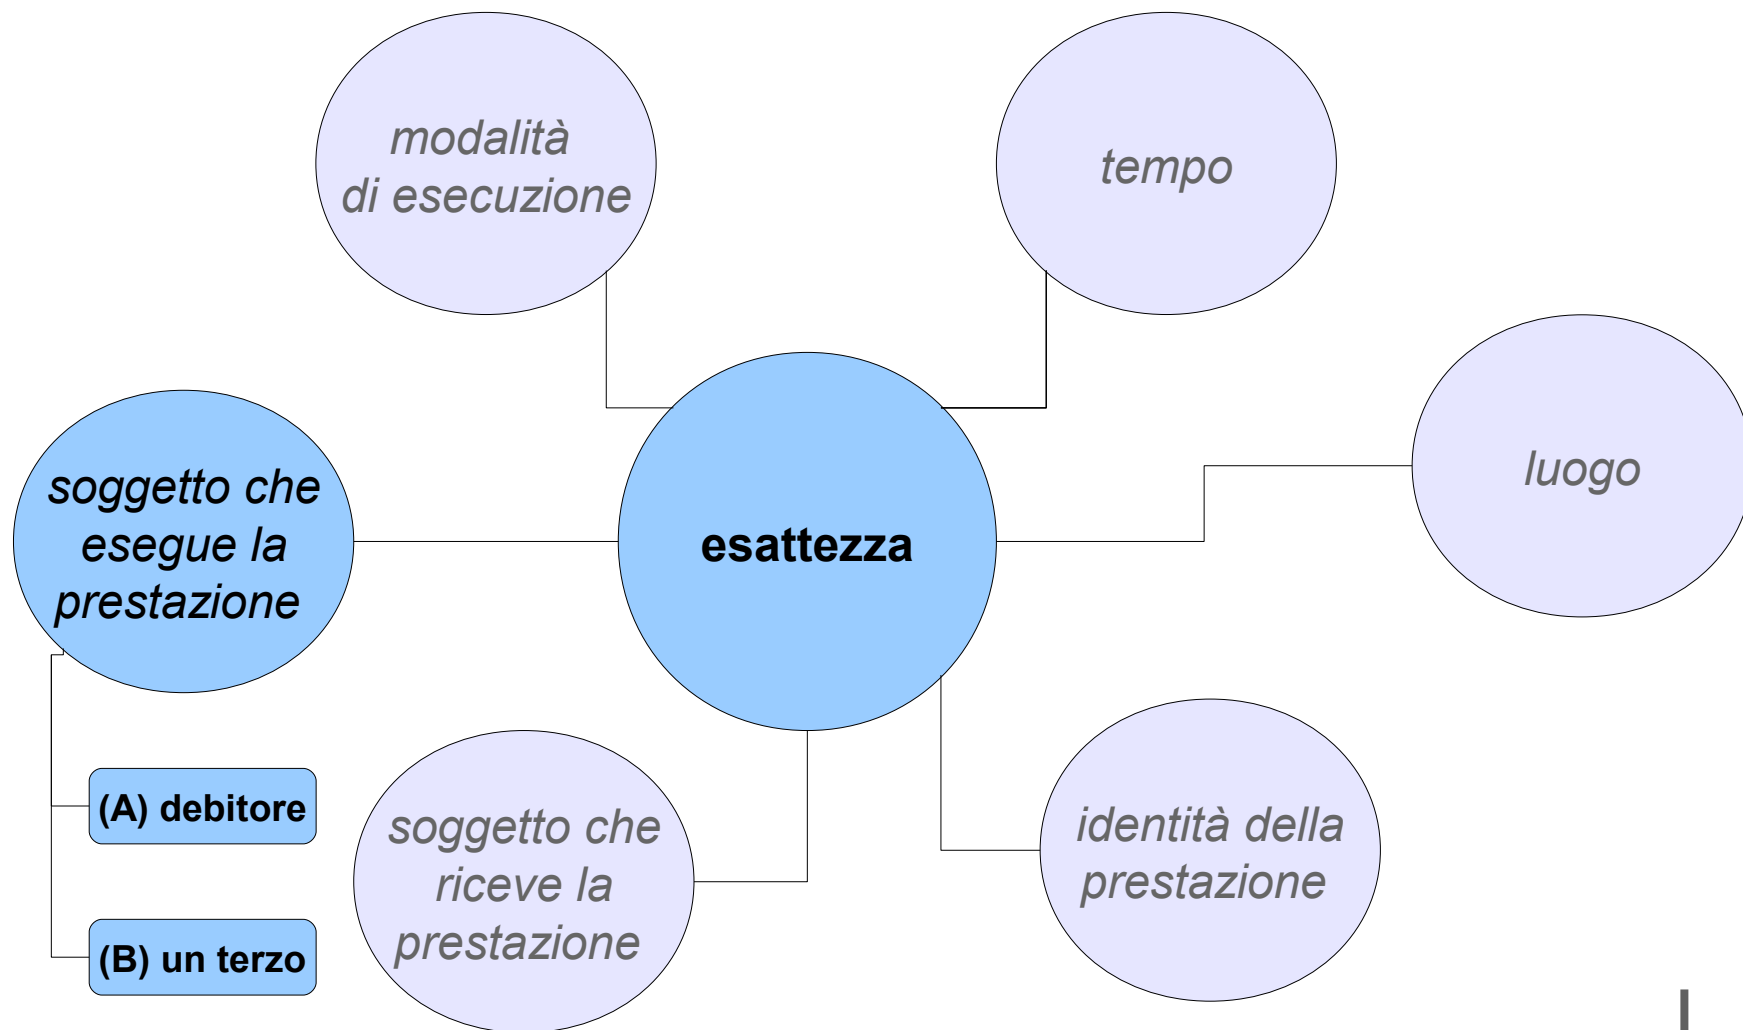 modalità
di esecuzione
tempo
luogo
soggetto che
esegue la
prestazione
esattezza
(A) debitore
(B) un terzo
soggetto che
riceve la
prestazione
identità della
prestazione